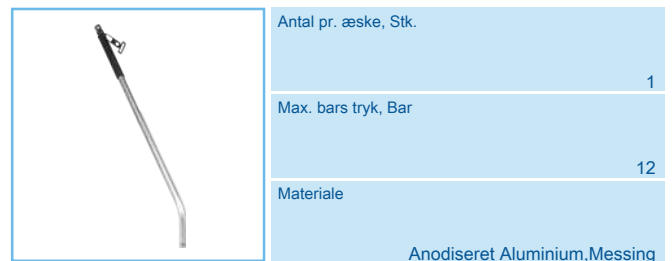 Antal pr. æske, Stk.
1
Max. bars tryk, Bar
12
Materiale
Anodiseret Aluminium,Messing